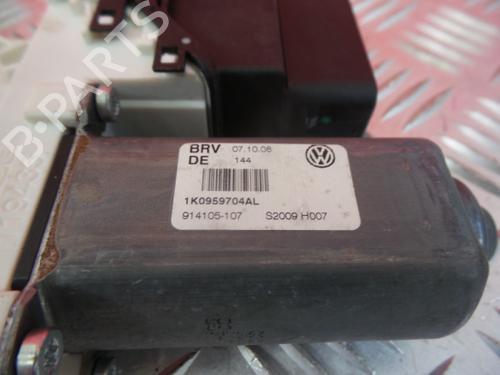 B-PARTS
BRV 07.10.08
DE 144
1K0959704AL
914105-107 S2009 H007